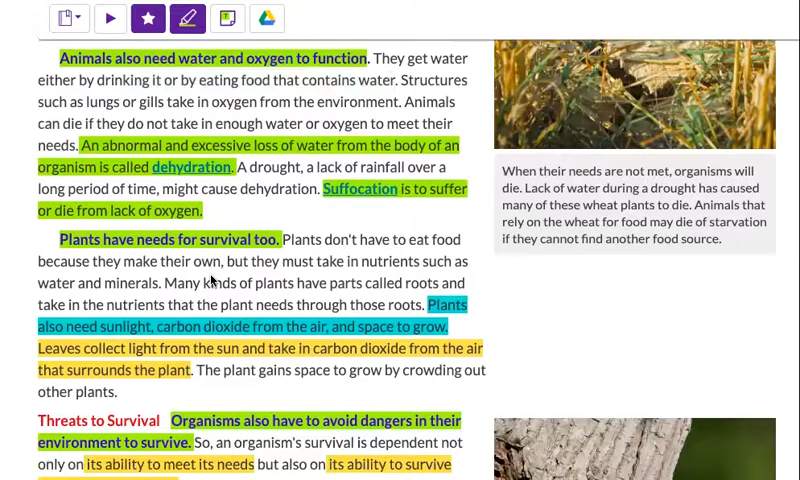 Animals also need water and oxygen to function. They get water
either by drinking it or by eating food that contains water. Structures
such as lungs or gills take in oxygen from the environment. Animals
can die if they do not take in enough water or oxygen to meet their
needs. An abnormal and excessive loss of water from the body of an
organism is called dehydration. A drought, a lack of rainfall over a
long period of time, might cause dehydration. Suffocation is to suffer
or die from lack of oxygen.
Plants have needs for survival too. Plants don't have to eat food
because they make their own, but they must take in nutrients such as
water and minerals. Many kinds of plants have parts called roots and
take in the nutrients that the plant needs through those roots. Plants
also need sunlight, carbon dioxide from the air, and space to grow.
Leaves collect light from the sun and take in carbon dioxide from the air
that surrounds the plant. The plant gains space to grow by crowding out
other plants.
Threats to Survival Organisms also have to avoid dangers in their
environment to survive. So, an organism's survival is dependent not
only on its ability to meet its needs but also on its ability to survive
When their needs are not met, organisms will
die. Lack of water during a drought has caused
many of these wheat plants to die. Animals that
rely on the wheat for food may die of starvation
if they cannot find another food source.